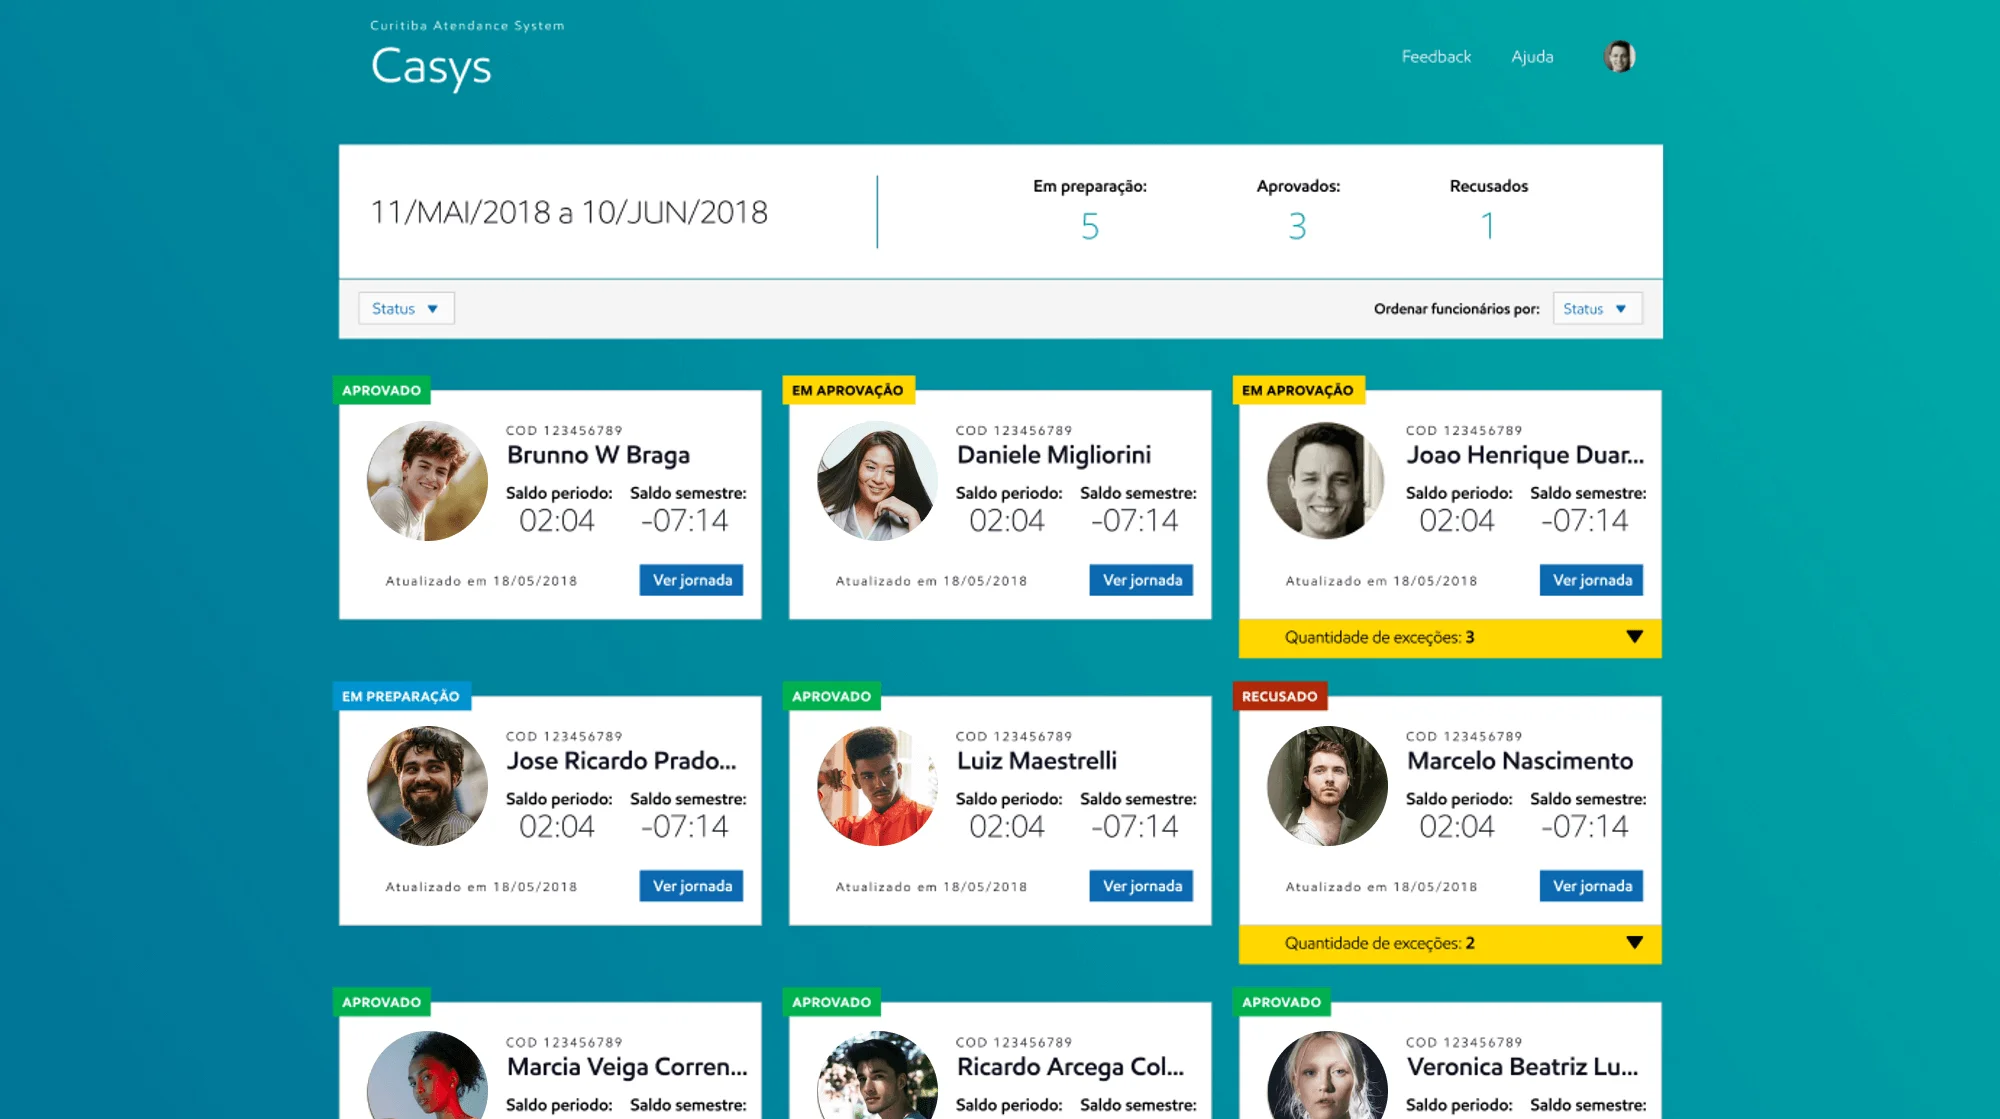 Curitiba Atendance System
Casys
Feedback
Ajuda
11/MAI/2018 a 10/JUN/2018
Em preparação:
5
Aprovados:
3
Recusados
1
Status
Ordenar funcionários por:
Status
APROVADO
COD 123456789
Brunno W Braga
Saldo periodo: Saldo semestre:
02:04 -07:14
Atualizado em 18/05/2018
Ver jornada
EM APROVAÇÃO
COD 123456789
Daniele Migliorini
Saldo periodo: Saldo semestre:
02:04 -07:14
Atualizado em 18/05/2018
Ver jornada
EM APROVAÇÃO
COD 123456789
Joao Henrique Duar...
Saldo periodo: Saldo semestre:
02:04 -07:14
Atualizado em 18/05/2018
Ver jornada
Quantidade de exceções: 3
EM PREPARAÇÃO
COD 123456789
Jose Ricardo Prado...
Saldo periodo: Saldo semestre:
02:04 -07:14
Atualizado em 18/05/2018
Ver jornada
APROVADO
COD 123456789
Luiz Maestrelli
Saldo periodo: Saldo semestre:
02:04 -07:14
Atualizado em 18/05/2018
Ver jornada
RECUSADO
COD 123456789
Marcelo Nascimento
Saldo periodo: Saldo semestre:
02:04 -07:14
Atualizado em 18/05/2018
Ver jornada
Quantidade de exceções: 2
APROVADO
COD 123456789
Marcia Veiga Corren...
Saldo periodo: Saldo semestre:
APROVADO
COD 123456789
Ricardo Arcega Col...
Saldo periodo: Saldo semestre:
APROVADO
COD 123456789
Veronica Beatriz Lu...
Saldo periodo: Saldo semestre: